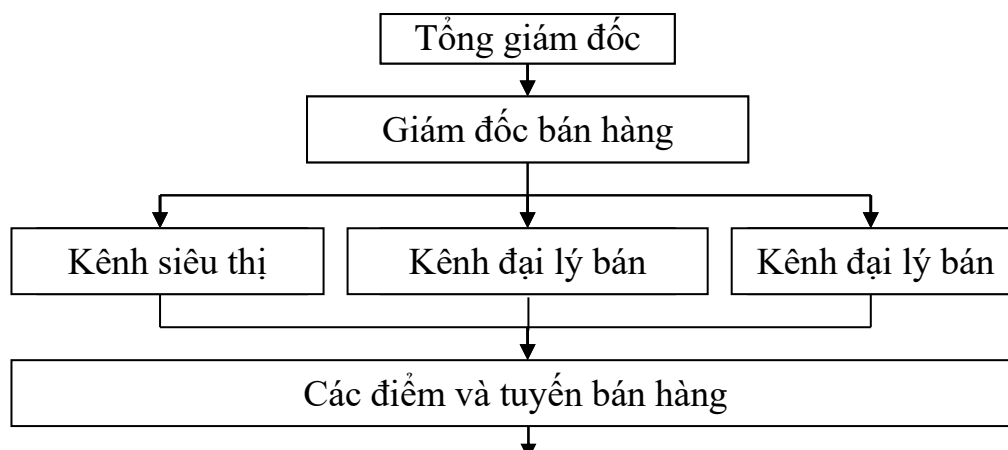 Tổng giám đốc
Giám đốc bán hàng
Kênh siêu thị
Kênh đại lý bán
Kênh đại lý bán
Các điểm và tuyến bán hàng